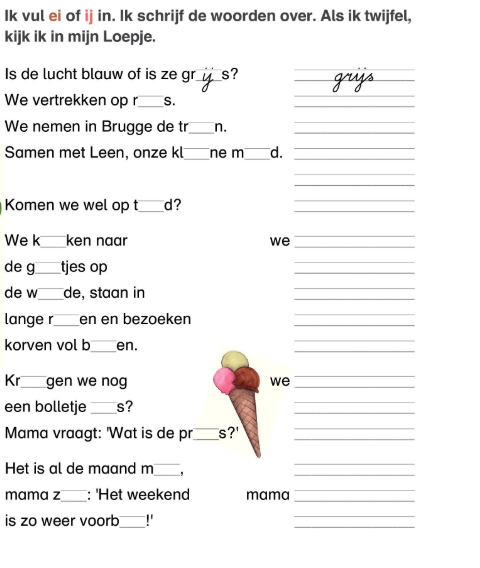 Ik vul ei of ij in. Ik schrijf de woorden over. Als ik twijfel,
kijk ik in mijn Loepje.
Is de lucht blauw of is ze gr ij s? grijs
We vertrekken op r___s.
We nemen in Brugge de tr___n.
Samen met Leen, onze kl___ne m___d.
Komen we wel op t___d?
We k___ken naar we
de g___tjes op
de w___de, staan in
lange r___en en bezoeken
korven vol b___en.
Kr___gen we nog we
een bolletje ___s?
Mama vraagt: 'Wat is de pr___s?'
Het is al de maand m___,
mama z___: 'Het weekend mama
is zo weer voorb___!'